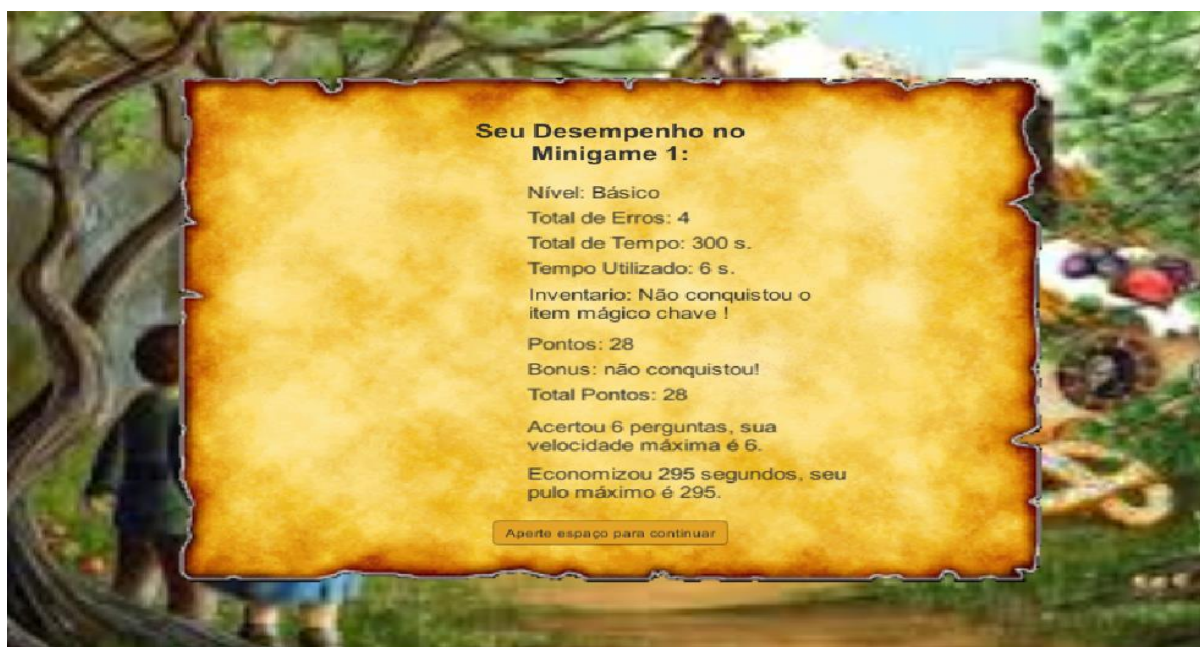 Seu Desempenho no
Minigame 1:
Nível: Básico
Total de Erros: 4
Total de Tempo: 300 s.
Tempo Utilizado: 6 s.
Inventario: Não conquistou o
item mágico chave !
Pontos: 28
Bonus: não conquistou!
Total Pontos: 28
Acertou 6 perguntas, sua
velocidade máxima é 6.
Economizou 295 segundos, seu
pulo máximo é 295.
Aperte espaço para continuar